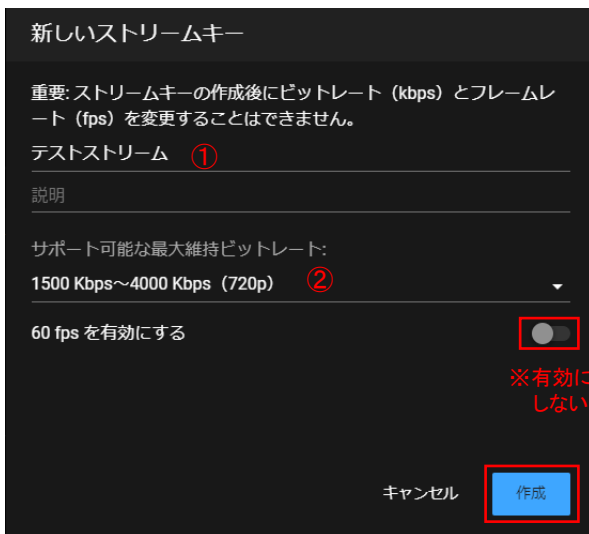 新しいストリームキー
重要: ストリームキーの作成後にビットレート（kbps）とフレームレ
ート（fps）を変更することはできません。
テストストリーム ①
説明
サポート可能な最大維持ビットレート:
1500 Kbps～4000 Kbps（720p） ②
60 fps を有効にする
※有効に
しない
キャンセル 作成